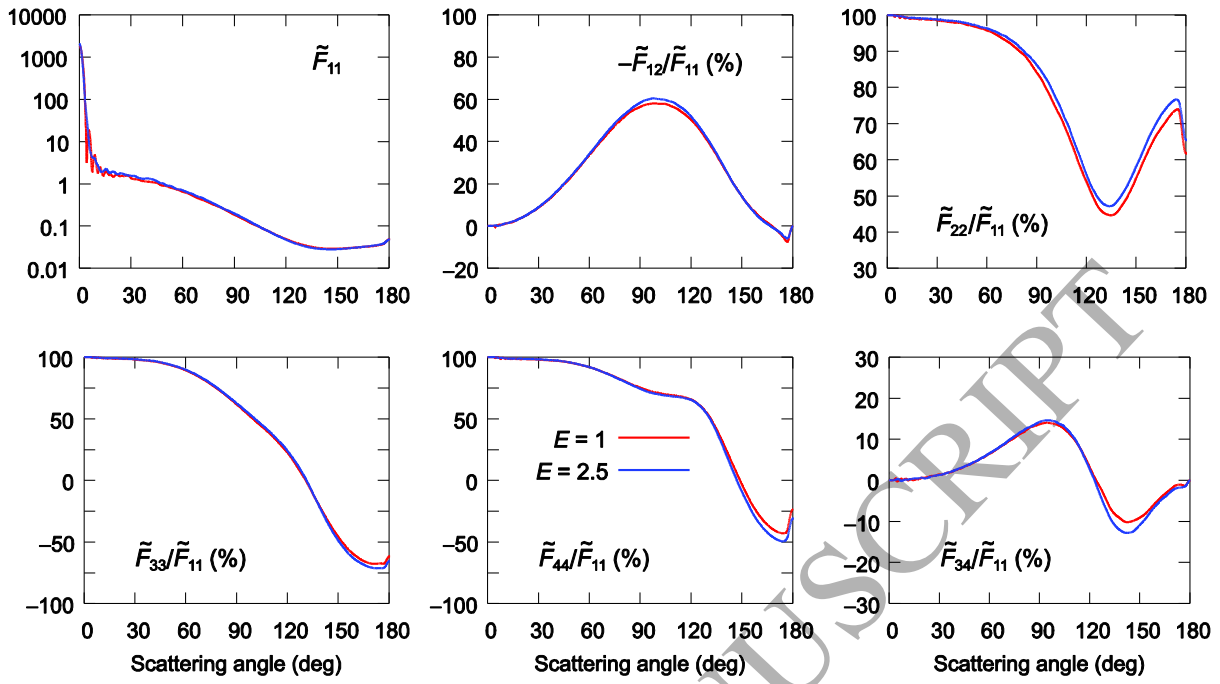 10000
1000
100
10
1
0.1
0.01
0 30 60 90 120 150 180
F̃11
100
80
60
40
20
0
–20
0 30 60 90 120 150 180
–F̃12/F̃11 (%)
100
90
80
70
60
50
40
30
0 30 60 90 120 150 180
F̃22/F̃11 (%)
100
50
0
–50
–100
0 30 60 90 120 150 180
F̃33/F̃11 (%)
Scattering angle (deg)
100
50
0
–50
–100
0 30 60 90 120 150 180
E = 1
E = 2.5
F̃44/F̃11 (%)
Scattering angle (deg)
30
20
10
0
–10
–20
–30
0 30 60 90 120 150 180
F̃34/F̃11 (%)
Scattering angle (deg)
USCRIPT